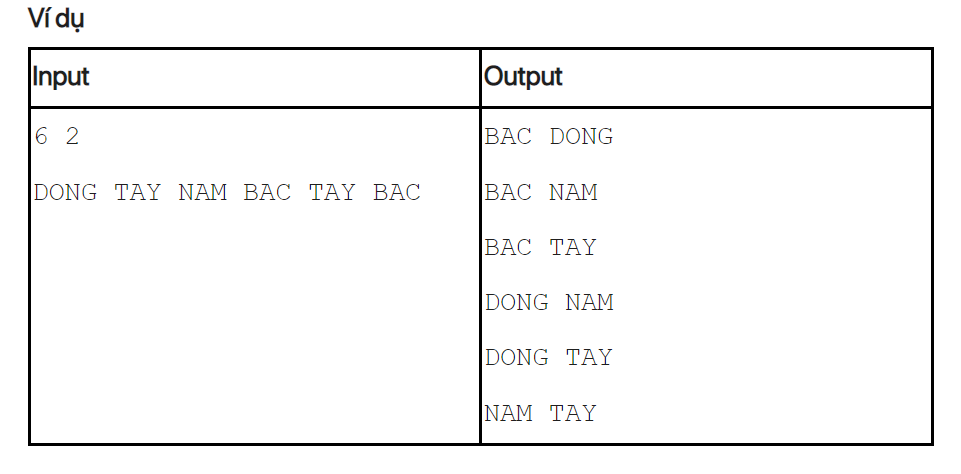 Ví dụ
Input Output
6 2 BAC DONG
DONG TAY NAM BAC TAY BAC BAC NAM
BAC TAY
DONG NAM
DONG TAY
NAM TAY